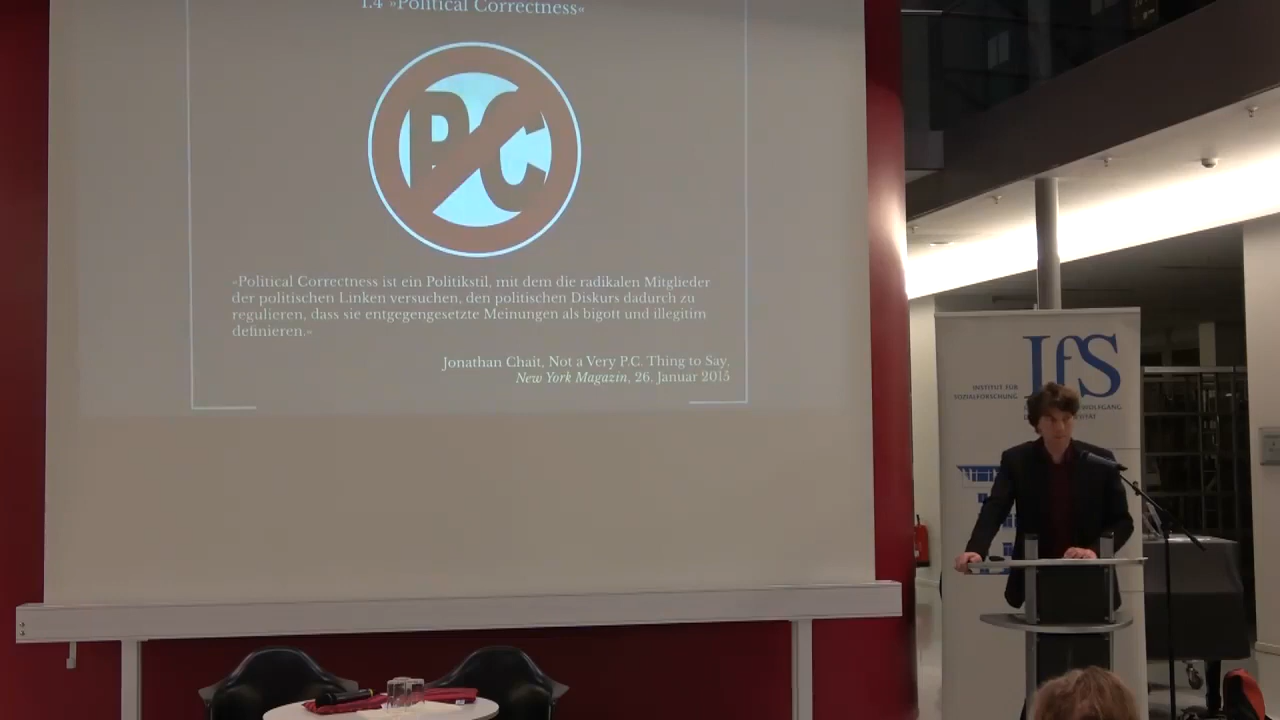 1.4 »Political Correctness«
PC
»Political Correctness ist ein Politikstil, mit dem die radikalen Mitglieder
der politischen Linken versuchen, den politischen Diskurs dadurch zu
regulieren, dass sie entgegengesetzte Meinungen als bigott und illegitim
definieren.»
Jonathan Chait, Not a Very P.C. Thing to Say,
New York Magazin, 26. Januar 2015
IfS
INSTITUT FÜR
SOZIALFORSCHUNG